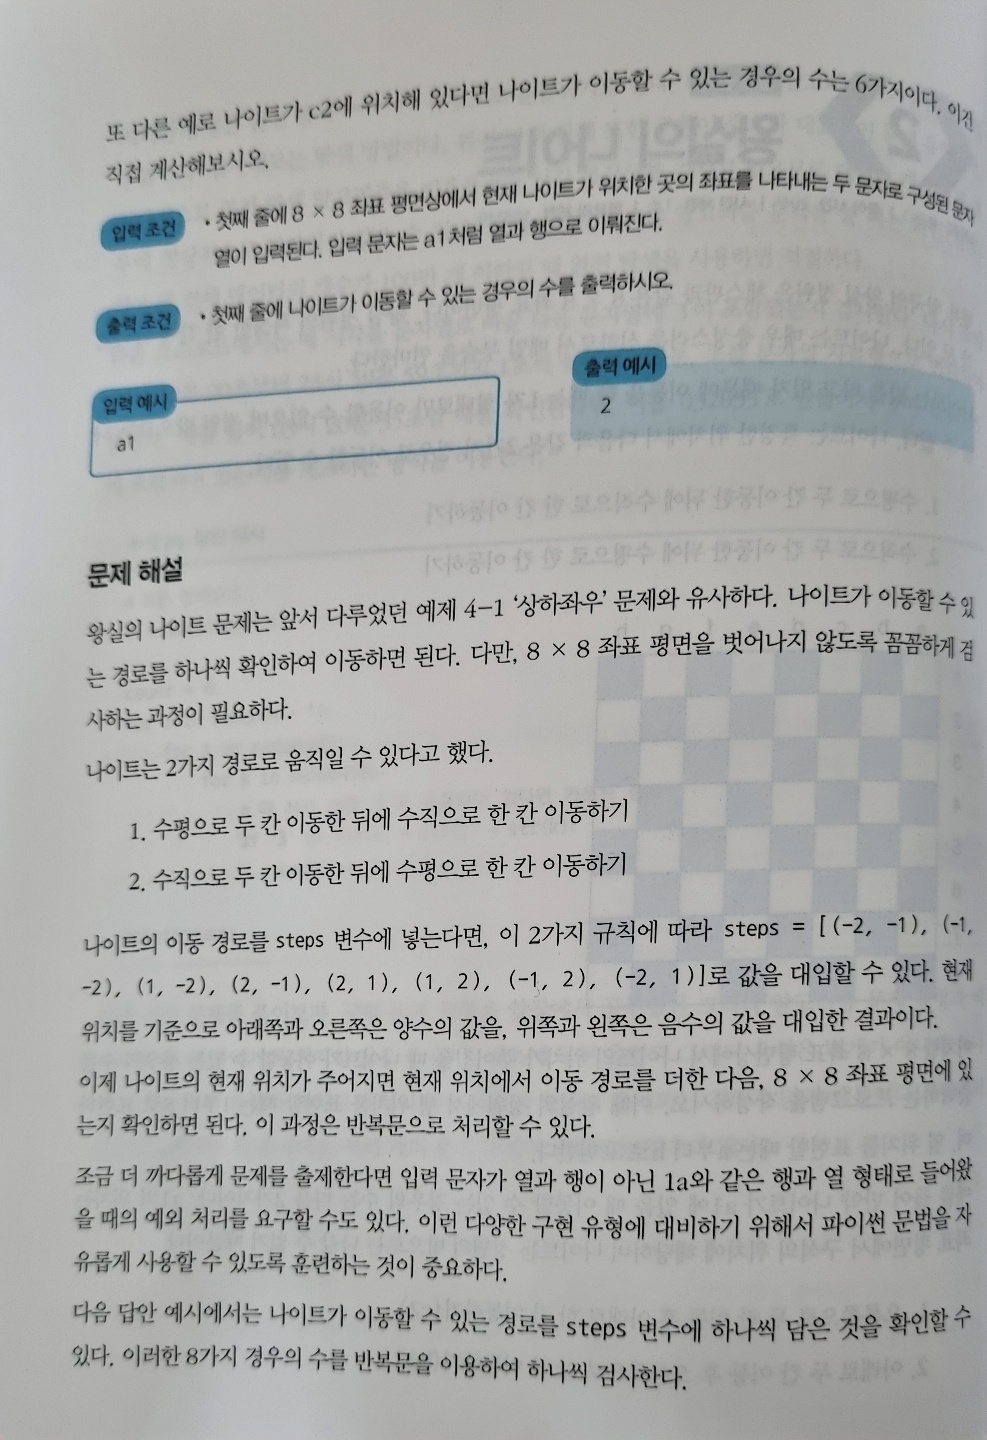 또 다른 예로 나이트가 c2에 위치해 있다면 나이트가 이동할 수 있는 경우의 수는 6가지이다. 이건
직접 계산해보시오.
입력 조건
• 첫째 줄에 8 × 8 좌표 평면상에서 현재 나이트가 위치한 곳의 좌표를 나타내는 두 문자로 구성된 문자
열이 입력된다. 입력 문자는 a1처럼 열과 행으로 이뤄진다.
출력 조건
• 첫째 줄에 나이트가 이동할 수 있는 경우의 수를 출력하시오.
입력 예시
a1
출력 예시
2
문제 해설
왕실의 나이트 문제는 앞서 다루었던 예제 4-1 ‘상하좌우’ 문제와 유사하다. 나이트가 이동할 수 있
는 경로를 하나씩 확인하여 이동하면 된다. 다만, 8 × 8 좌표 평면을 벗어나지 않도록 꼼꼼하게 검
사하는 과정이 필요하다.
나이트는 2가지 경로로 움직일 수 있다고 했다.
1. 수평으로 두 칸 이동한 뒤에 수직으로 한 칸 이동하기
2. 수직으로 두 칸 이동한 뒤에 수평으로 한 칸 이동하기
나이트의 이동 경로를 steps 변수에 넣는다면, 이 2가지 규칙에 따라 steps = [(-2, -1), (-1,
-2), (1, -2), (2, -1), (2, 1), (1, 2), (-1, 2), (-2, 1)]로 값을 대입할 수 있다. 현재
위치를 기준으로 아래쪽과 오른쪽은 양수의 값을, 위쪽과 왼쪽은 음수의 값을 대입한 결과이다.
이제 나이트의 현재 위치가 주어지면 현재 위치에서 이동 경로를 더한 다음, 8 × 8 좌표 평면에 있
는지 확인하면 된다. 이 과정은 반복문으로 처리할 수 있다.
조금 더 까다롭게 문제를 출제한다면 입력 문자가 열과 행이 아닌 1a와 같은 행과 열 형태로 들어왔
을 때의 예외 처리를 요구할 수도 있다. 이런 다양한 구현 유형에 대비하기 위해서 파이썬 문법을 자
유롭게 사용할 수 있도록 훈련하는 것이 중요하다.
다음 답안 예시에서는 나이트가 이동할 수 있는 경로를 steps 변수에 하나씩 담은 것을 확인할 수
있다. 이러한 8가지 경우의 수를 반복문을 이용하여 하나씩 검사한다.